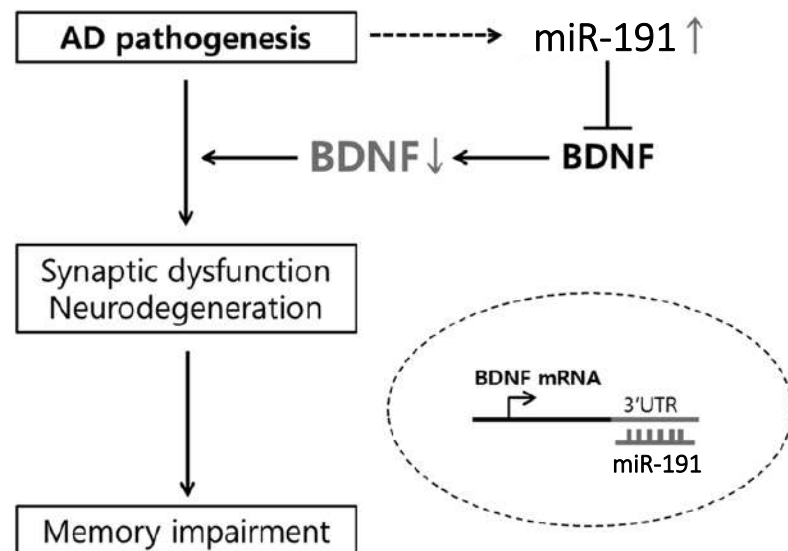 AD pathogenesis
miR-191 ↑
BDNF↓
BDNF
Synaptic dysfunction
Neurodegeneration
BDNF mRNA
3'UTR
miR-191
Memory impairment